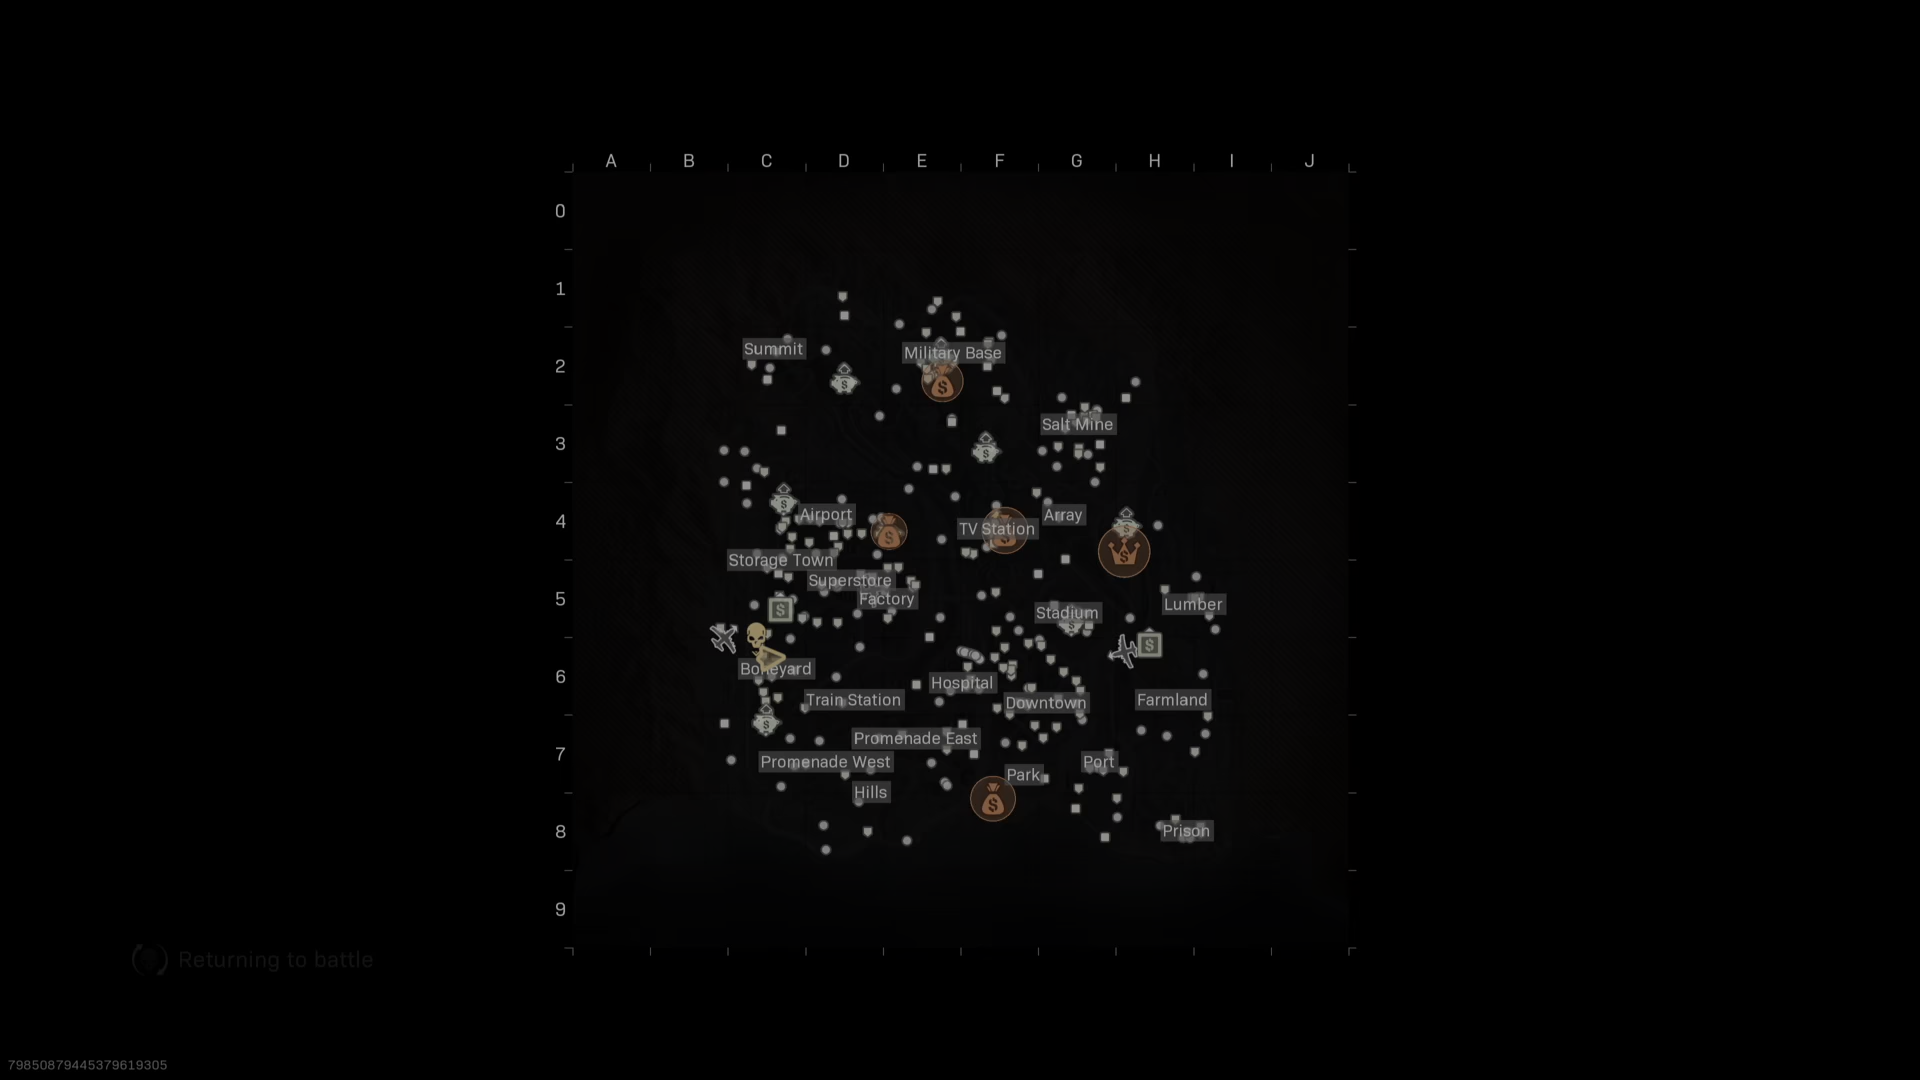 A B C D E F G H I J
0
1
Summit
Military Base
2
Salt Mine
3
Airport
Array
4
TV Station
Storage Town
Superstore
5
Factory
Lumber
Stadium
Boneyard
6
Hospital
Train Station
Downtown
Farmland
Promenade East
7
Promenade West
Port
Park
Hills
8
Prison
9
Returning to battle
79850879445379619305